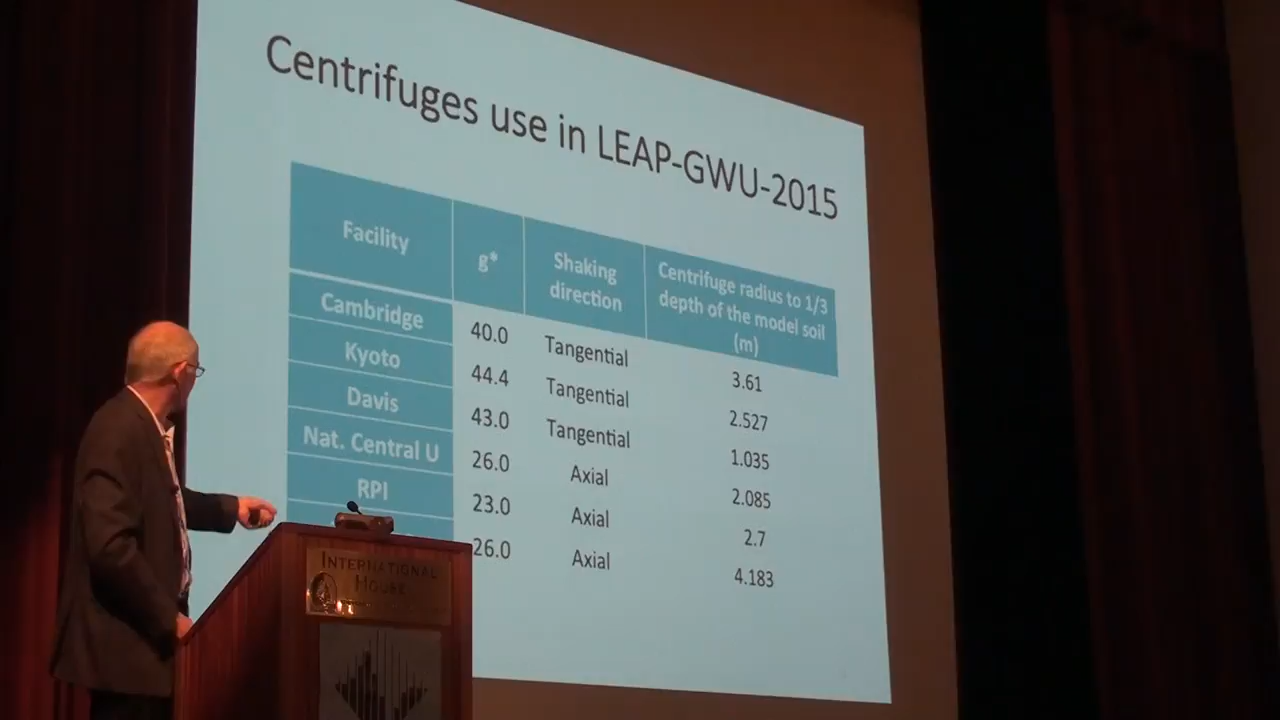 Centrifuges use in LEAP-GWU-2015
Facility g* Shaking direction Centrifuge radius to 1/3 depth of the model soil (m)
Cambridge 40.0 Tangential 3.61
Kyoto 44.4 Tangential 2.527
Davis 43.0 Tangential 1.035
Nat. Central U 26.0 Axial 2.085
RPI 23.0 Axial 2.7
26.0 Axial 4.183
INTERNATIONAL
HOUSE